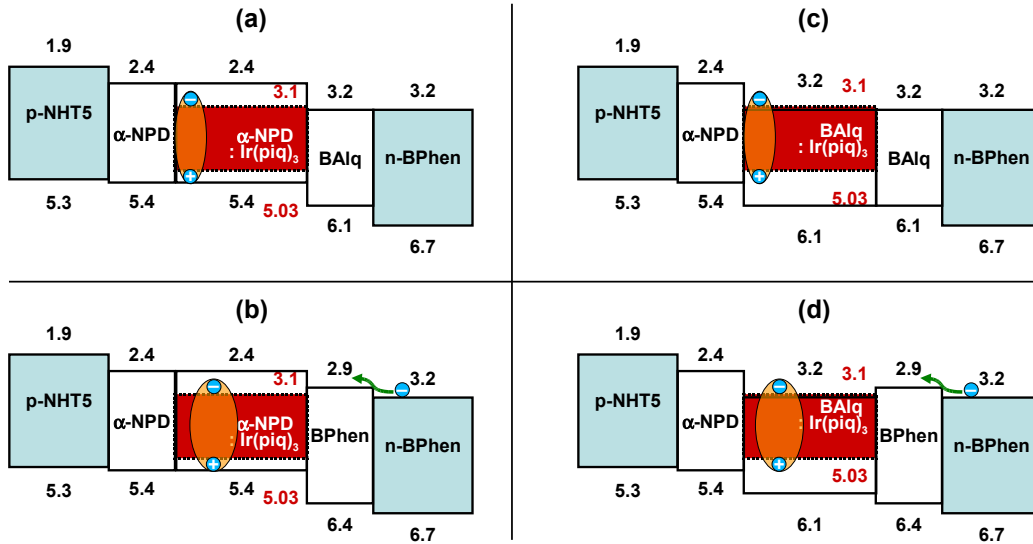 (a)
1.9
2.4
2.4
3.1
3.2
3.2
p-NHT5
α-NPD
α-NPD
: Ir(piq)3
BAlq
n-BPhen
5.3
5.4
5.4
5.03
6.1
6.7
(c)
1.9
2.4
3.2
3.1
3.2
3.2
p-NHT5
α-NPD
BAlq
: Ir(piq)3
BAlq
n-BPhen
5.3
5.4
5.03
6.1
6.1
6.7
(b)
1.9
2.4
2.4
3.1
2.9
3.2
p-NHT5
α-NPD
α-NPD
: Ir(piq)3
BPhen
n-BPhen
5.3
5.4
5.4
5.03
6.4
6.7
(d)
1.9
2.4
3.2
3.1
2.9
3.2
p-NHT5
α-NPD
BAlq
: Ir(piq)3
BPhen
n-BPhen
5.3
5.4
5.03
6.1
6.4
6.7